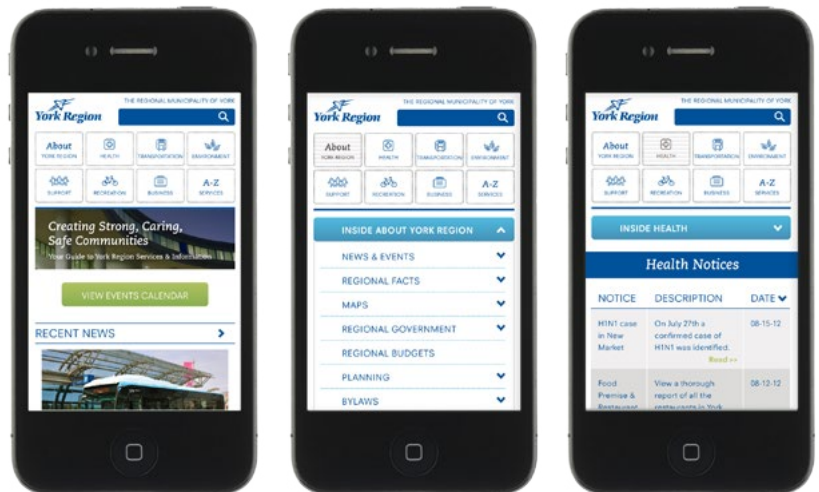 THE REGIONAL MUNICIPALITY OF YORK
York Region
About
YORK REGION
HEALTH
TRANSPORTATION
ENVIRONMENT
SUPPORT
RECREATION
BUSINESS
A-Z
SERVICES
Creating Strong, Caring,
Safe Communities
Your Guide to York Region Services & Information
VIEW EVENTS CALENDAR
RECENT NEWS
THE REGIONAL MUNICIPALITY OF YORK
York Region
About
YORK REGION
HEALTH
TRANSPORTATION
ENVIRONMENT
SUPPORT
RECREATION
BUSINESS
A-Z
SERVICES
INSIDE ABOUT YORK REGION
NEWS & EVENTS
REGIONAL FACTS
MAPS
REGIONAL GOVERNMENT
REGIONAL BUDGETS
PLANNING
BYLAWS
THE REGIONAL MUNICIPALITY OF YORK
York Region
About
YORK REGION
HEALTH
TRANSPORTATION
ENVIRONMENT
SUPPORT
RECREATION
BUSINESS
A-Z
SERVICES
INSIDE HEALTH
Health Notices
NOTICE DESCRIPTION DATE
H1N1 case
in New
Market
On July 27th a
confirmed case of
H1N1 was identified.
Read >>
08-15-12
Food
Premise &
Restaurant
View a thorough
report of all the
restaurants in York
08-12-12